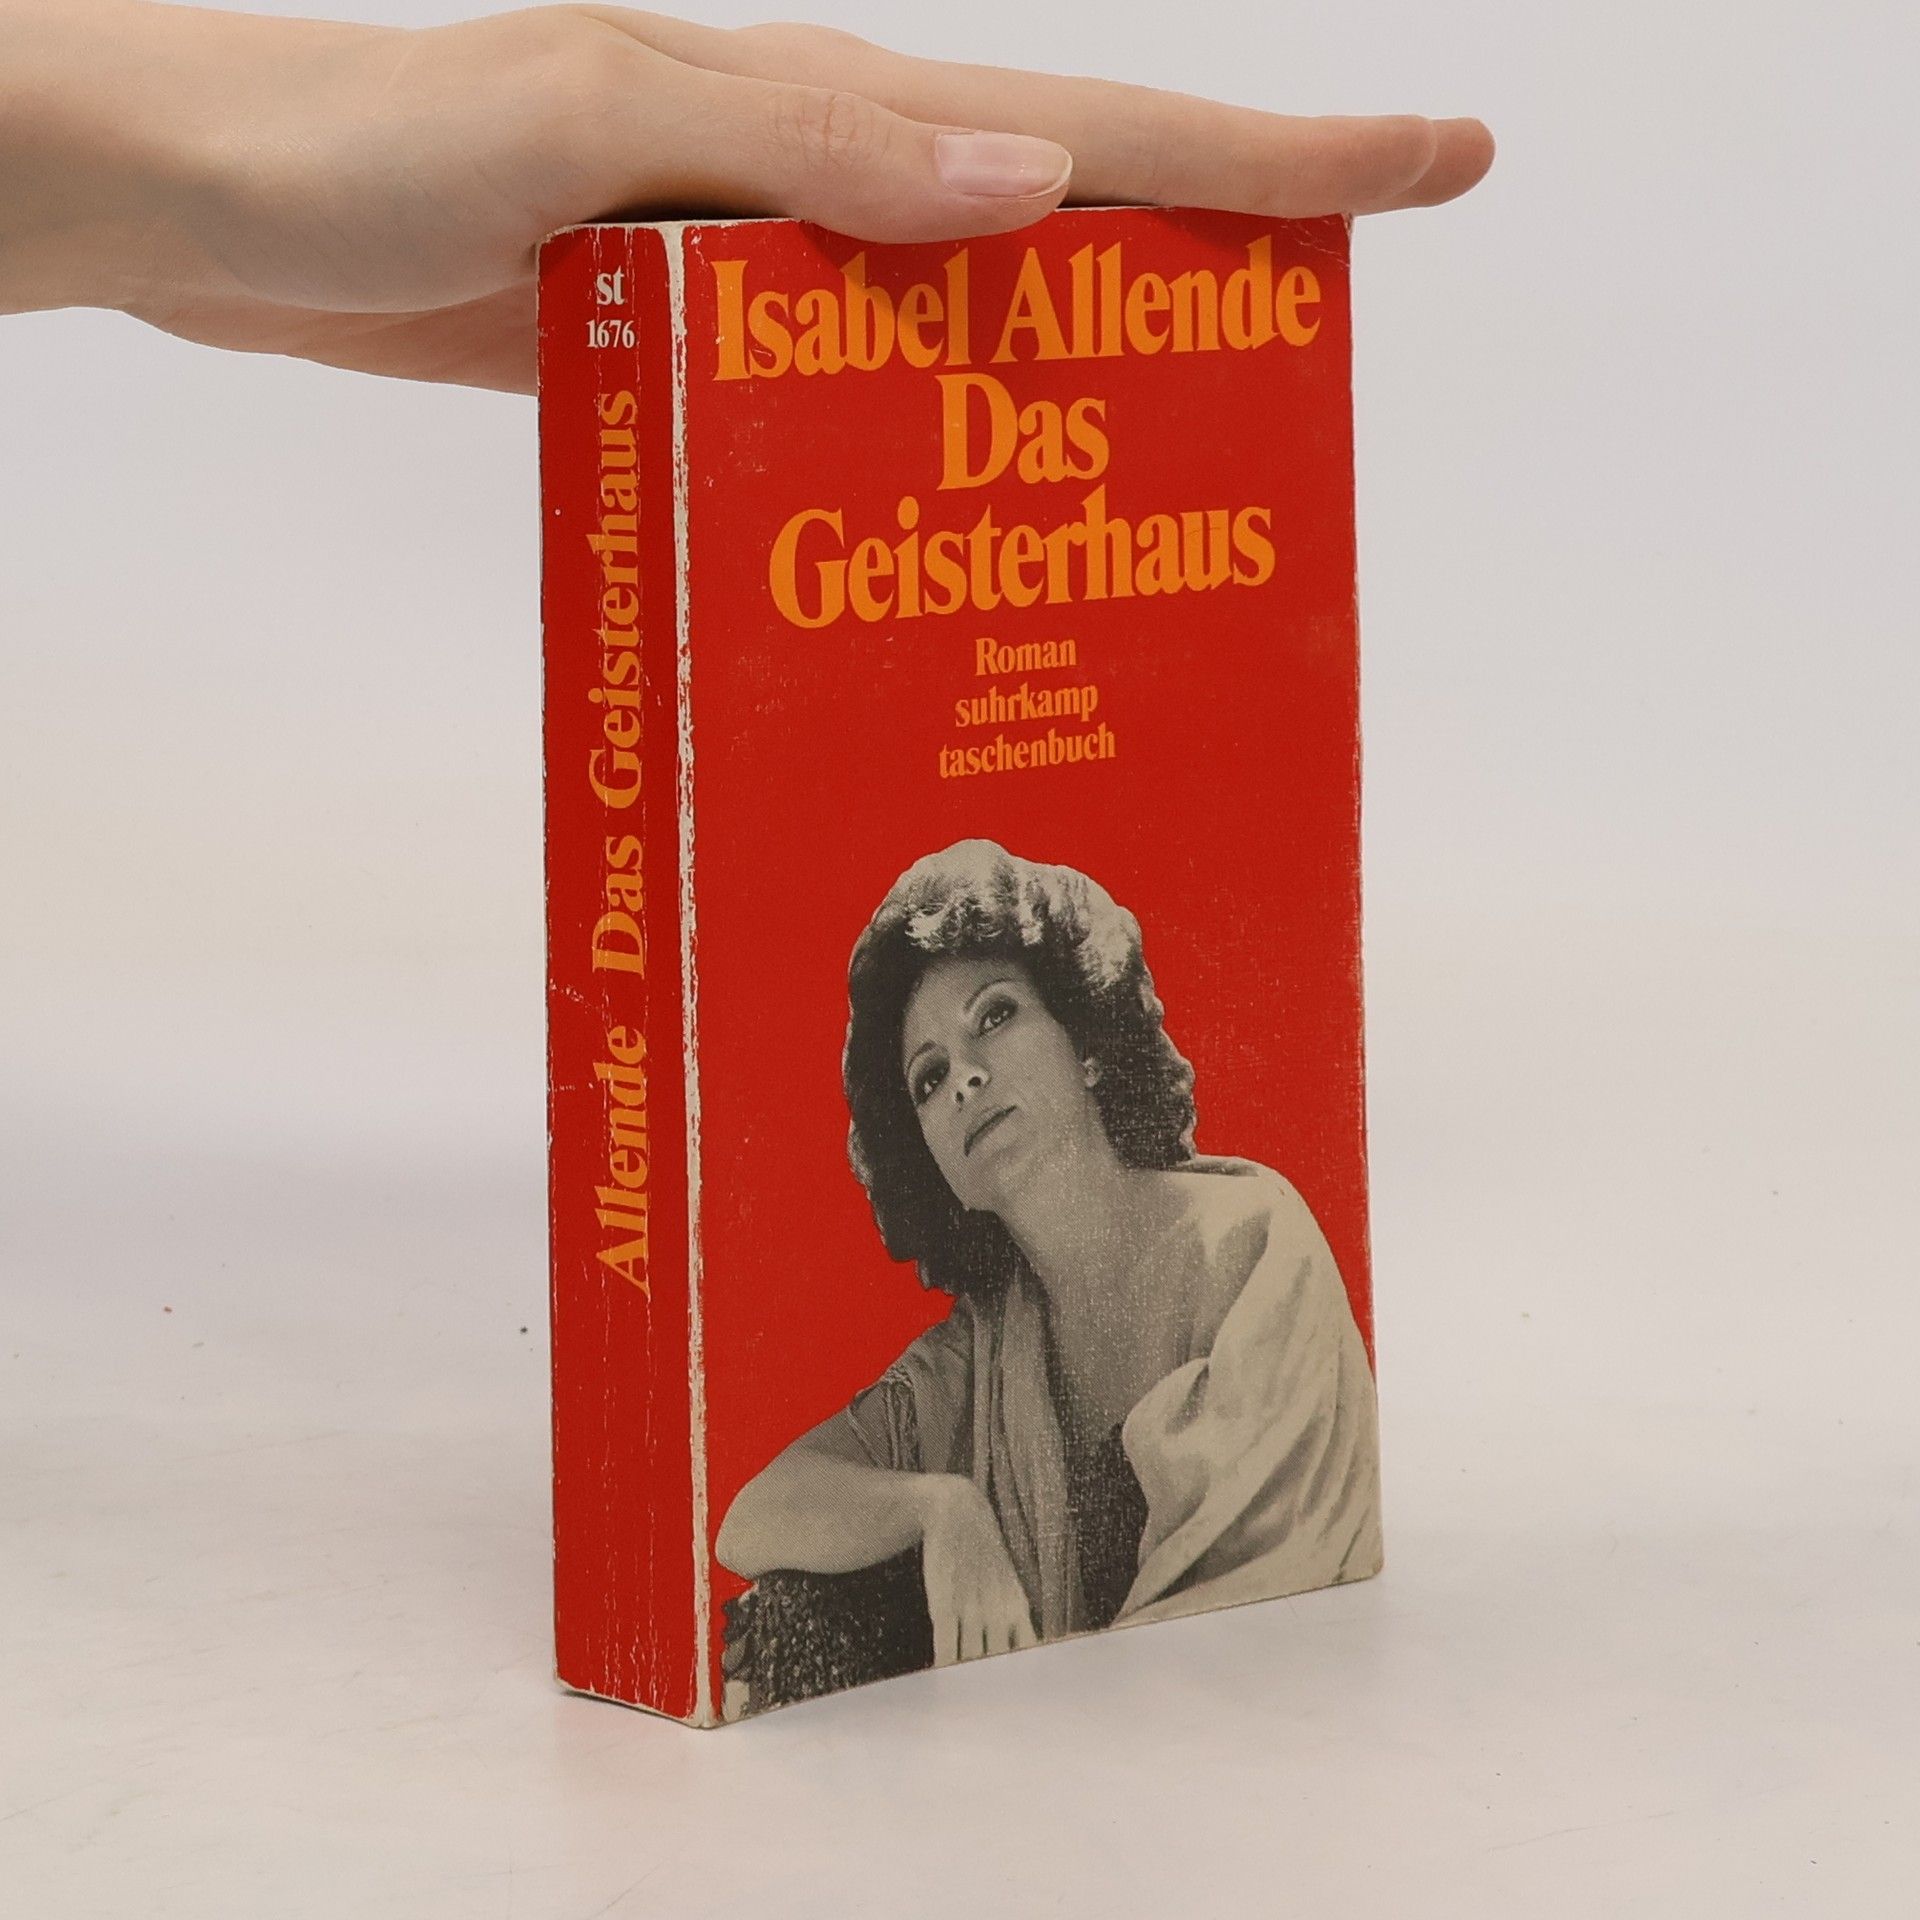 st
1676
Allende Das Geisterhaus
Isabel Allende
Das
Geisterhaus
Roman
suhrkamp
taschenbuch